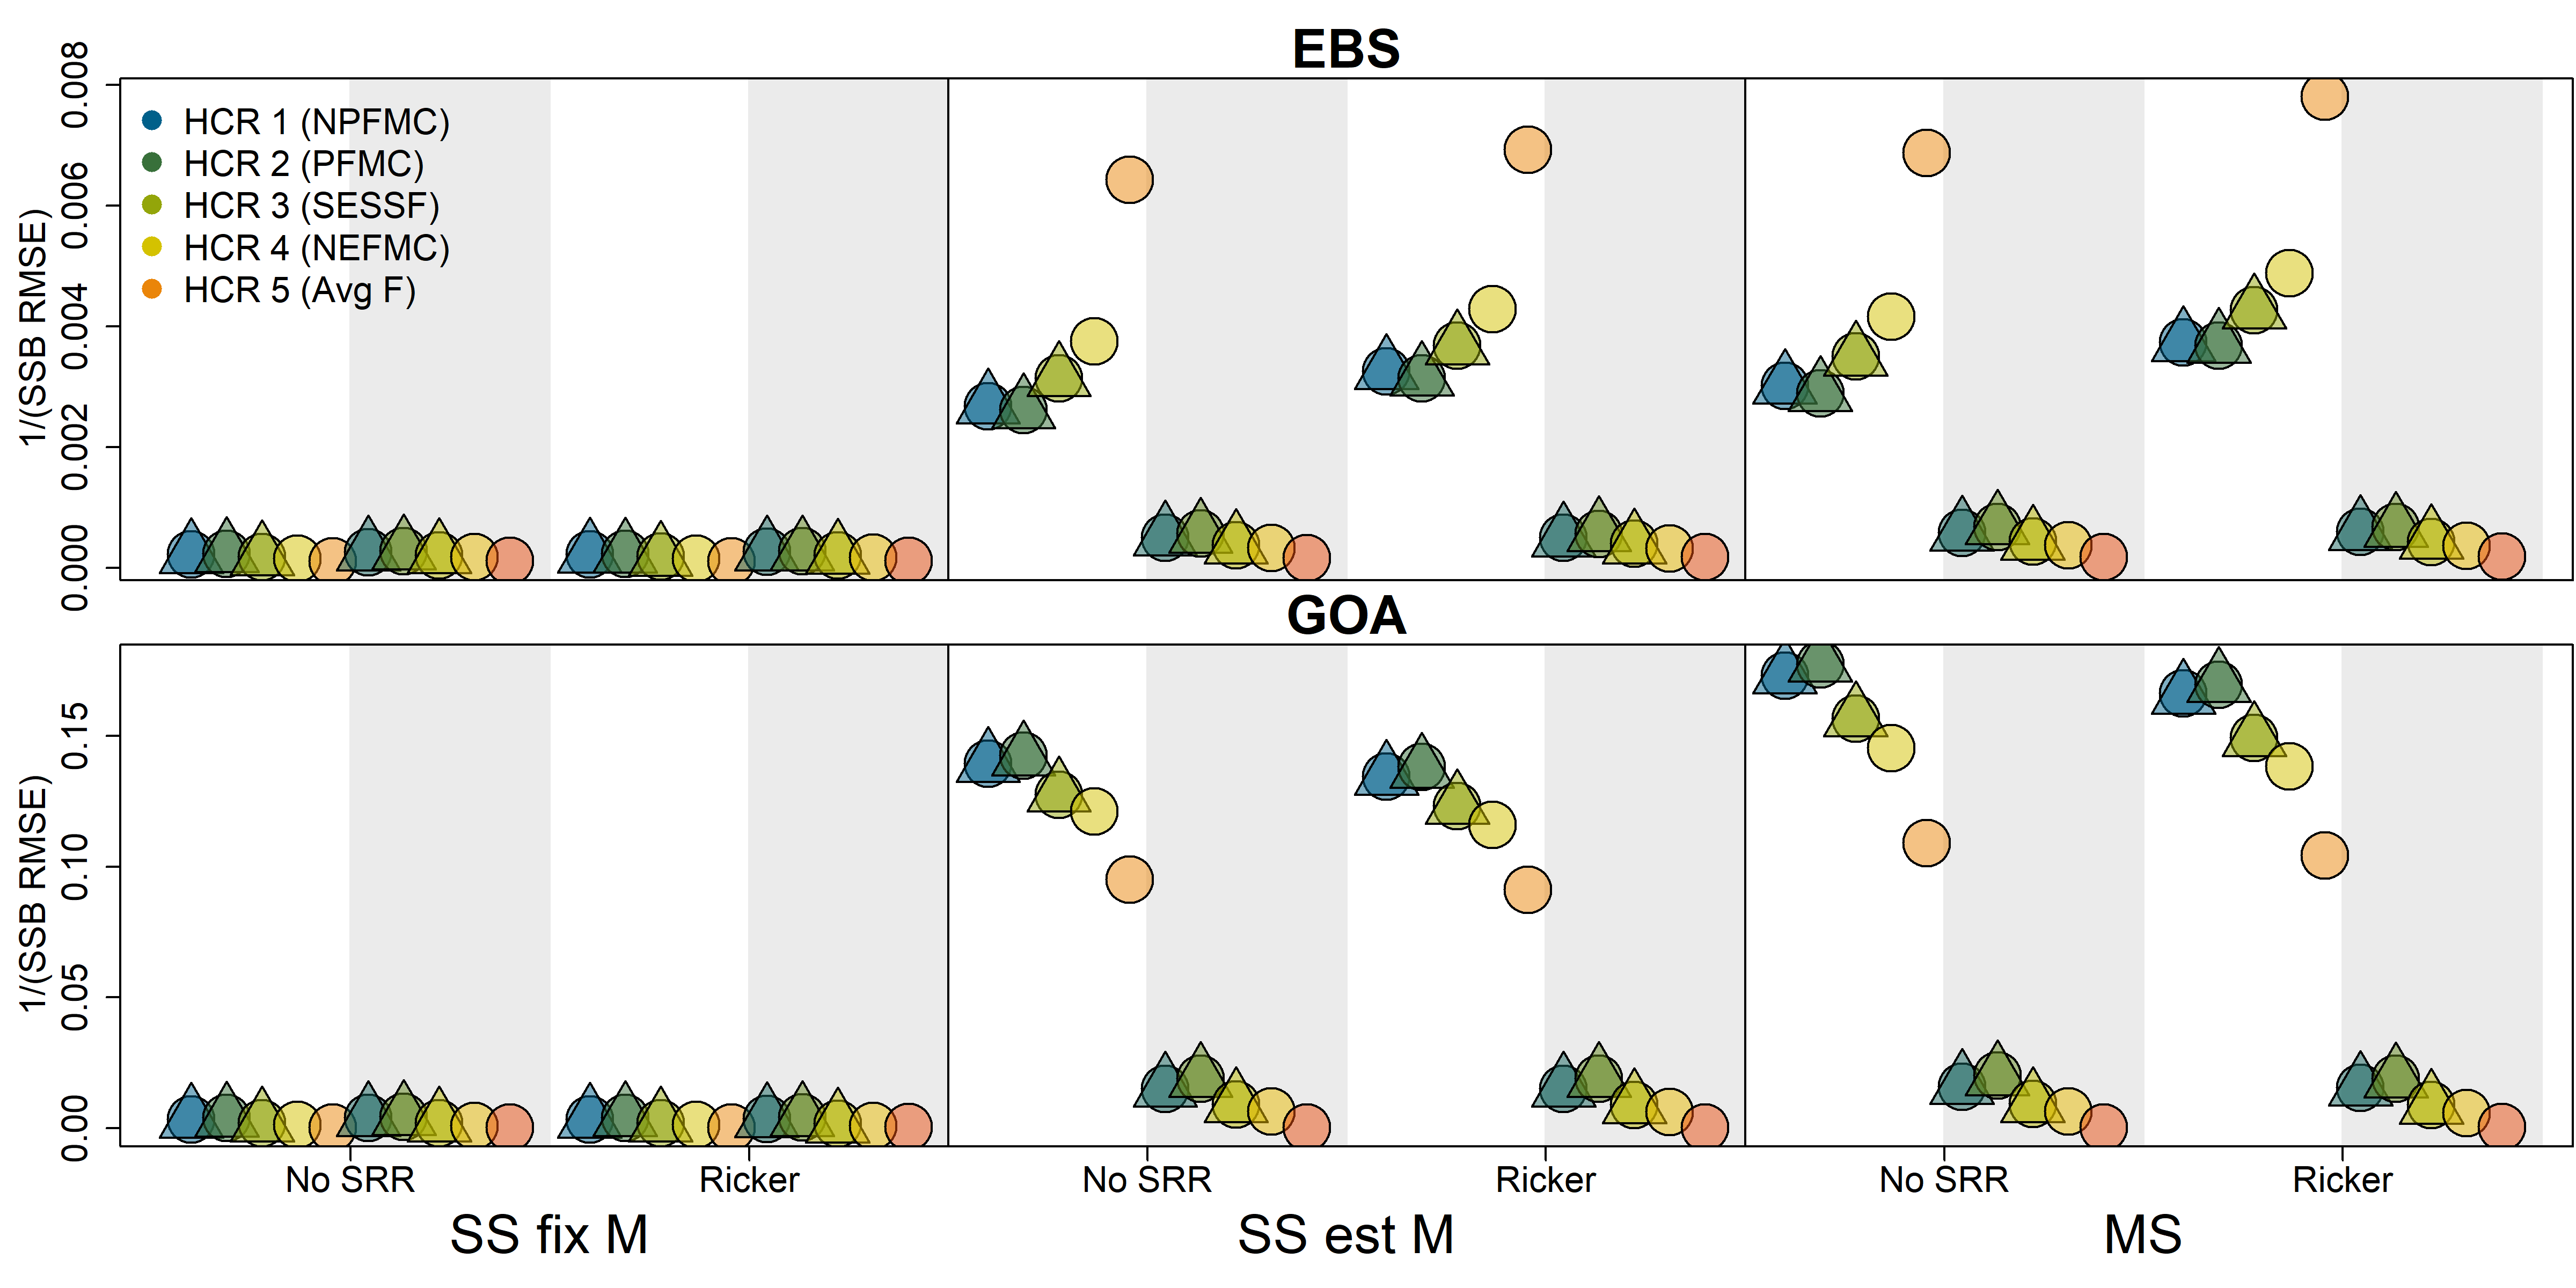 EBS
1/(SSB RMSE)
0.008
0.006
0.004
0.002
0.000
HCR 1 (NPFMC)
HCR 2 (PFMC)
HCR 3 (SESSF)
HCR 4 (NEFMC)
HCR 5 (Avg F)
GOA
1/(SSB RMSE)
0.15
0.10
0.05
0.00
No SRR Ricker No SRR Ricker No SRR Ricker
SS fix M SS est M MS